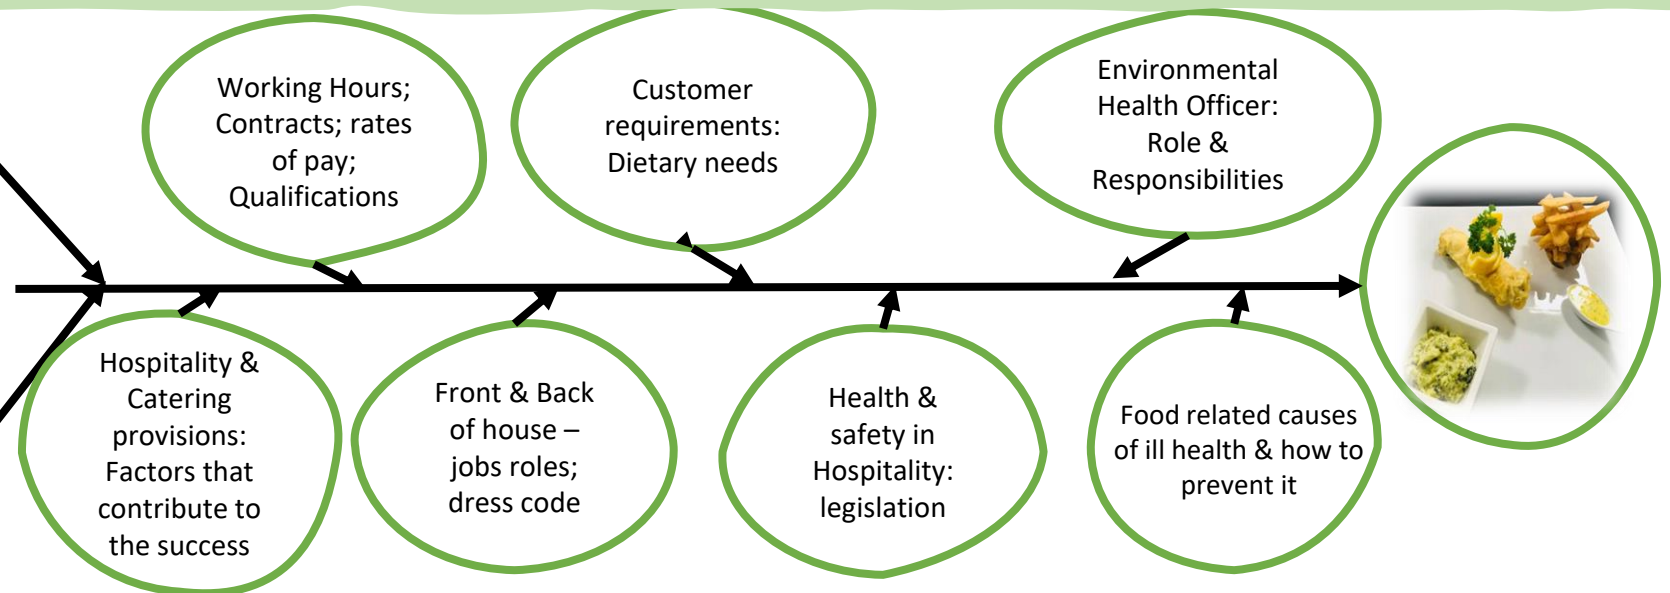 Working Hours;
Contracts; rates
of pay;
Qualifications
Customer
requirements:
Dietary needs
Environmental
Health Officer:
Role &
Responsibilities
Hospitality &
Catering
provisions:
Factors that
contribute to
the success
Front & Back
of house –
jobs roles;
dress code
Health &
safety in
Hospitality:
legislation
Food related causes
of ill health & how to
prevent it